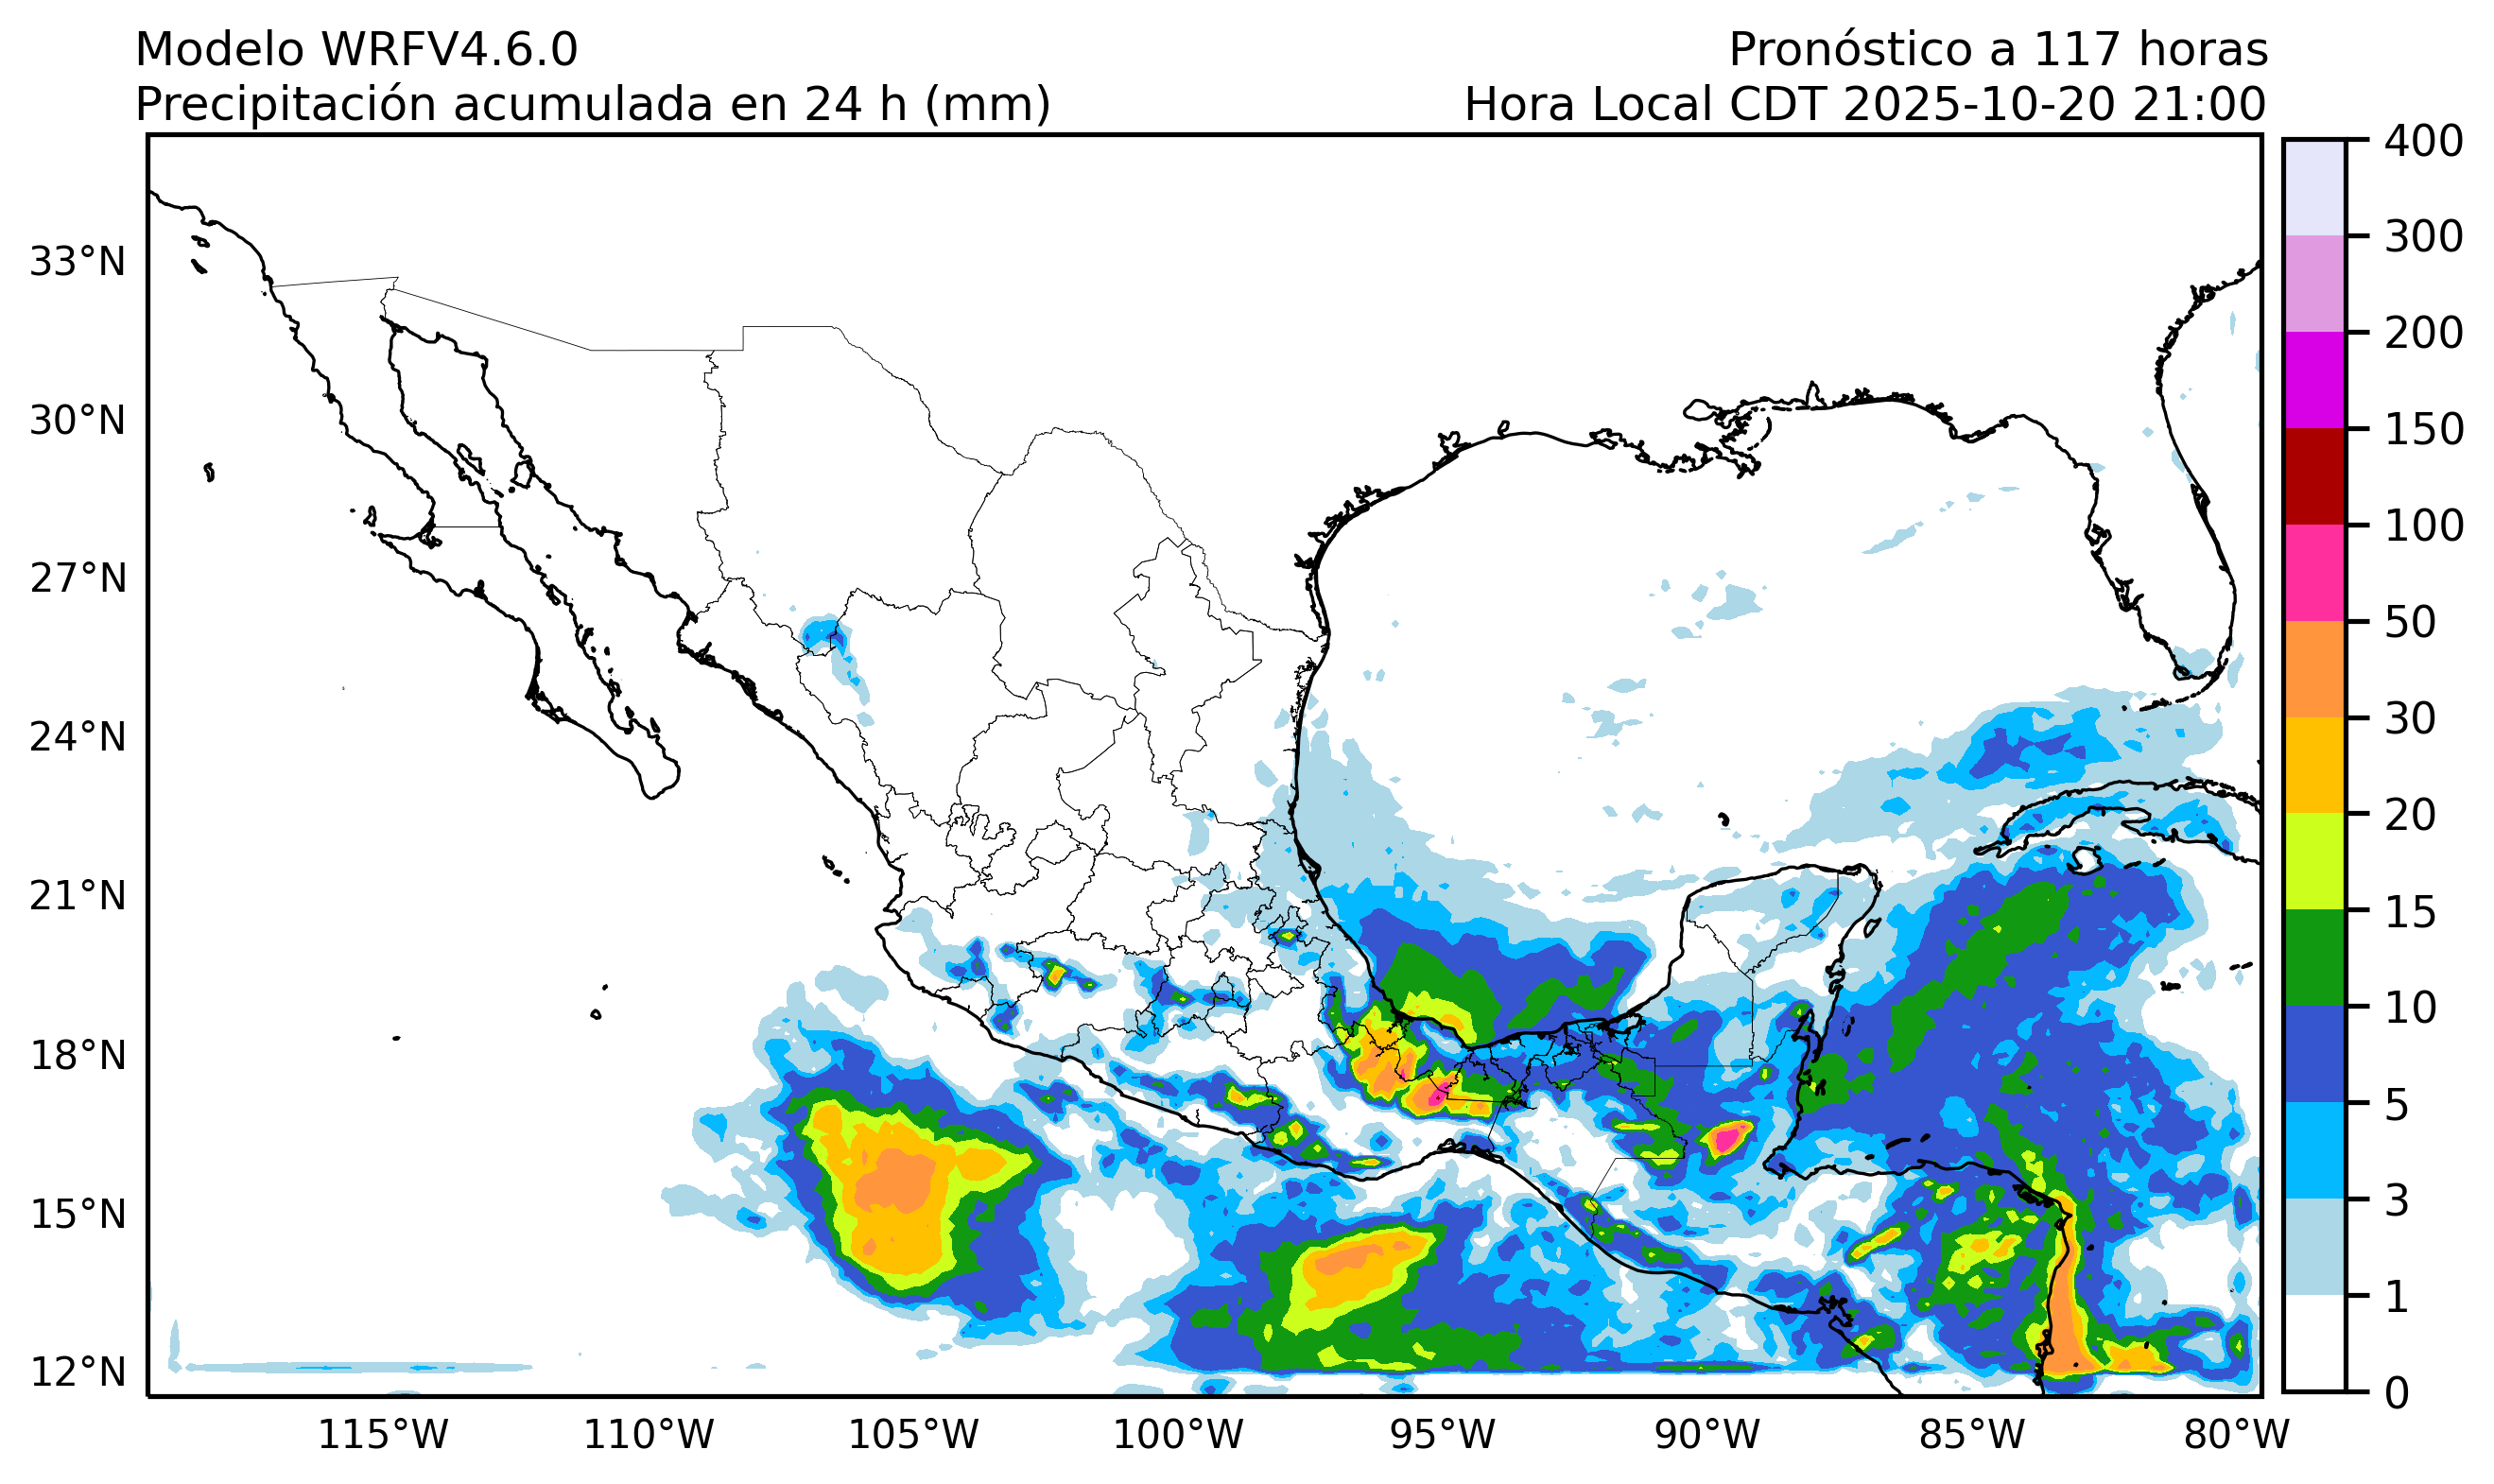 Modelo WRFV4.6.0
Pronóstico a 117 horas
Precipitación acumulada en 24 h (mm)
Hora Local CDT 2025-10-20 21:00
400
300
200
150
100
50
30
20
15
10
5
3
1
0
33°N
30°N
27°N
24°N
21°N
18°N
15°N
12°N
115°W
110°W
105°W
100°W
95°W
90°W
85°W
80°W